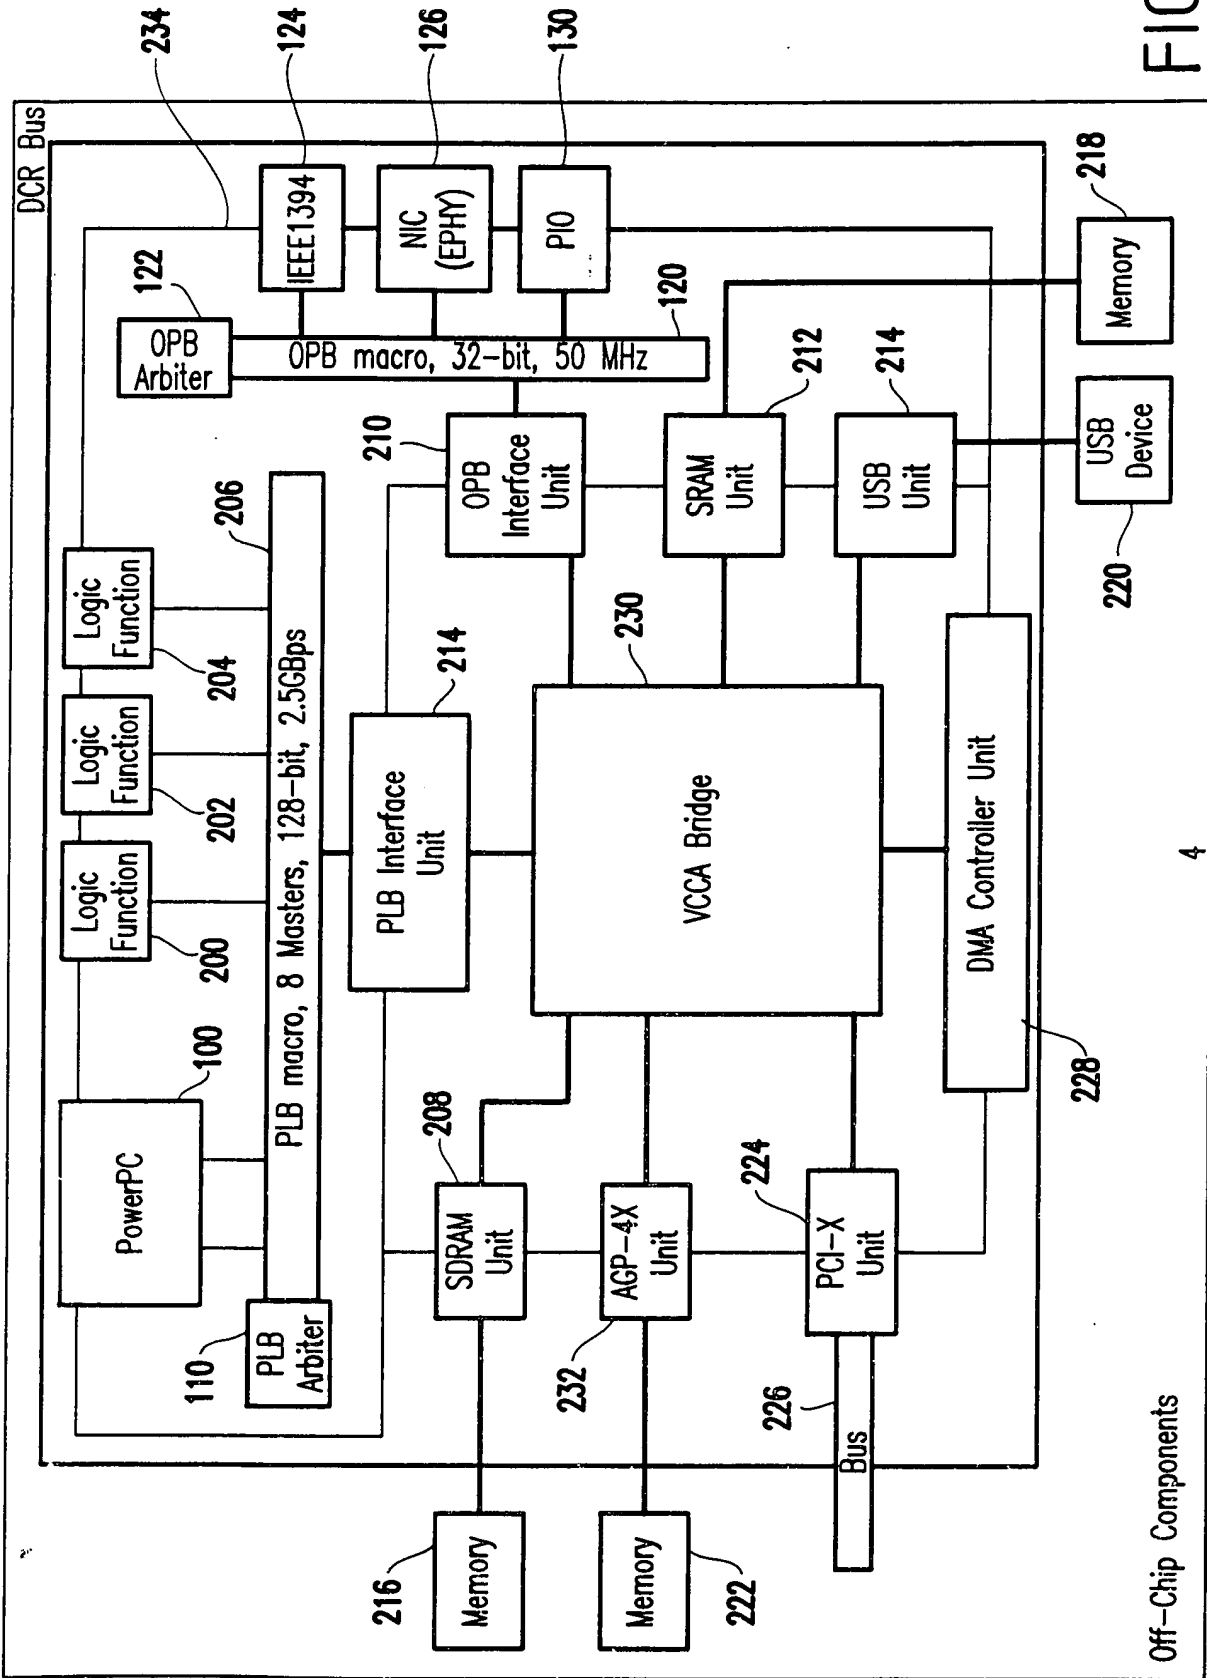 DCR Bus
234
PowerPC
100
Logic
Function
200
Logic
Function
202
Logic
Function
204
206
PLB macro, 8 Masters, 128-bit, 2.5GBps
110
PLB
Arbiter
OPB
Arbiter
122
IEEE1394
124
NIC
(EPHY)
126
PIO
130
OPB macro, 32-bit, 50 MHz
120
PLB Interface
Unit
214
OPB
Interface
Unit
210
SDRAM
Unit
208
AGP-4X
Unit
232
PCI-X
Unit
224
Bus
226
VCCA Bridge
230
SRAM
Unit
212
USB
Unit
214
DMA Controller Unit
228
216
Memory
222
Memory
Memory
218
USB
Device
220
Off-Chip Components
4